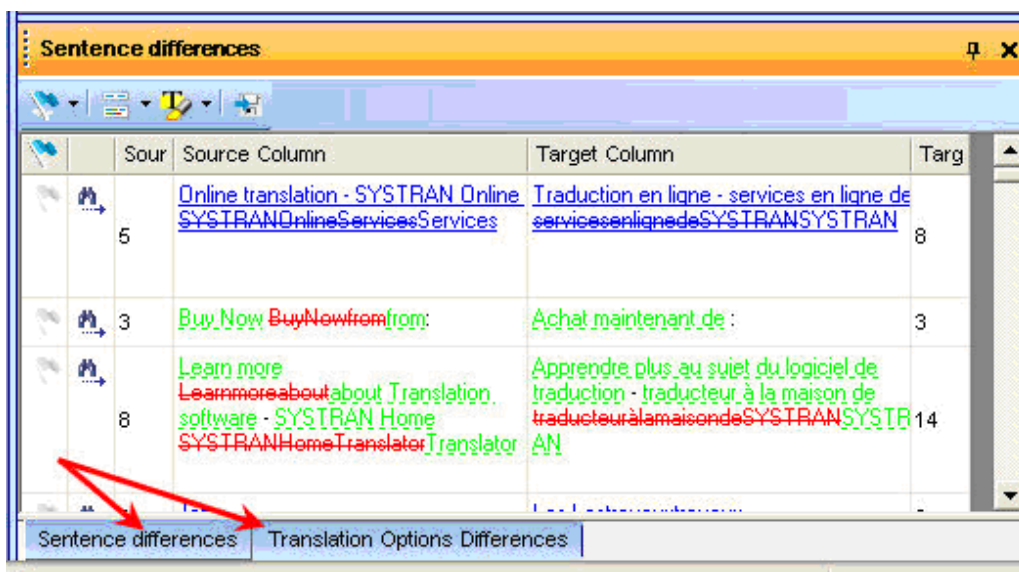 Sentence differences
Sour Source Column Target Column Targ
Online translation - SYSTRAN Online Traduction en ligne - services en ligne de
SYSTRANOnlineServicesServices servicesenlignedeSYSTRANSYSTRAN
5 8
3 Buy Now BuyNowfromfrom: Achat maintenant de : 3
Learn more Apprendre plus au sujet du logiciel de
Learnmoreaboutabout Translation traduction - traducteur à la maison de
software - SYSTRAN Home traducteuràlamaisondeSYSTRANSYSTR
8 14
SYSTRANHomeTranslatorTranslator AN
Sentence differences Translation Options Differences